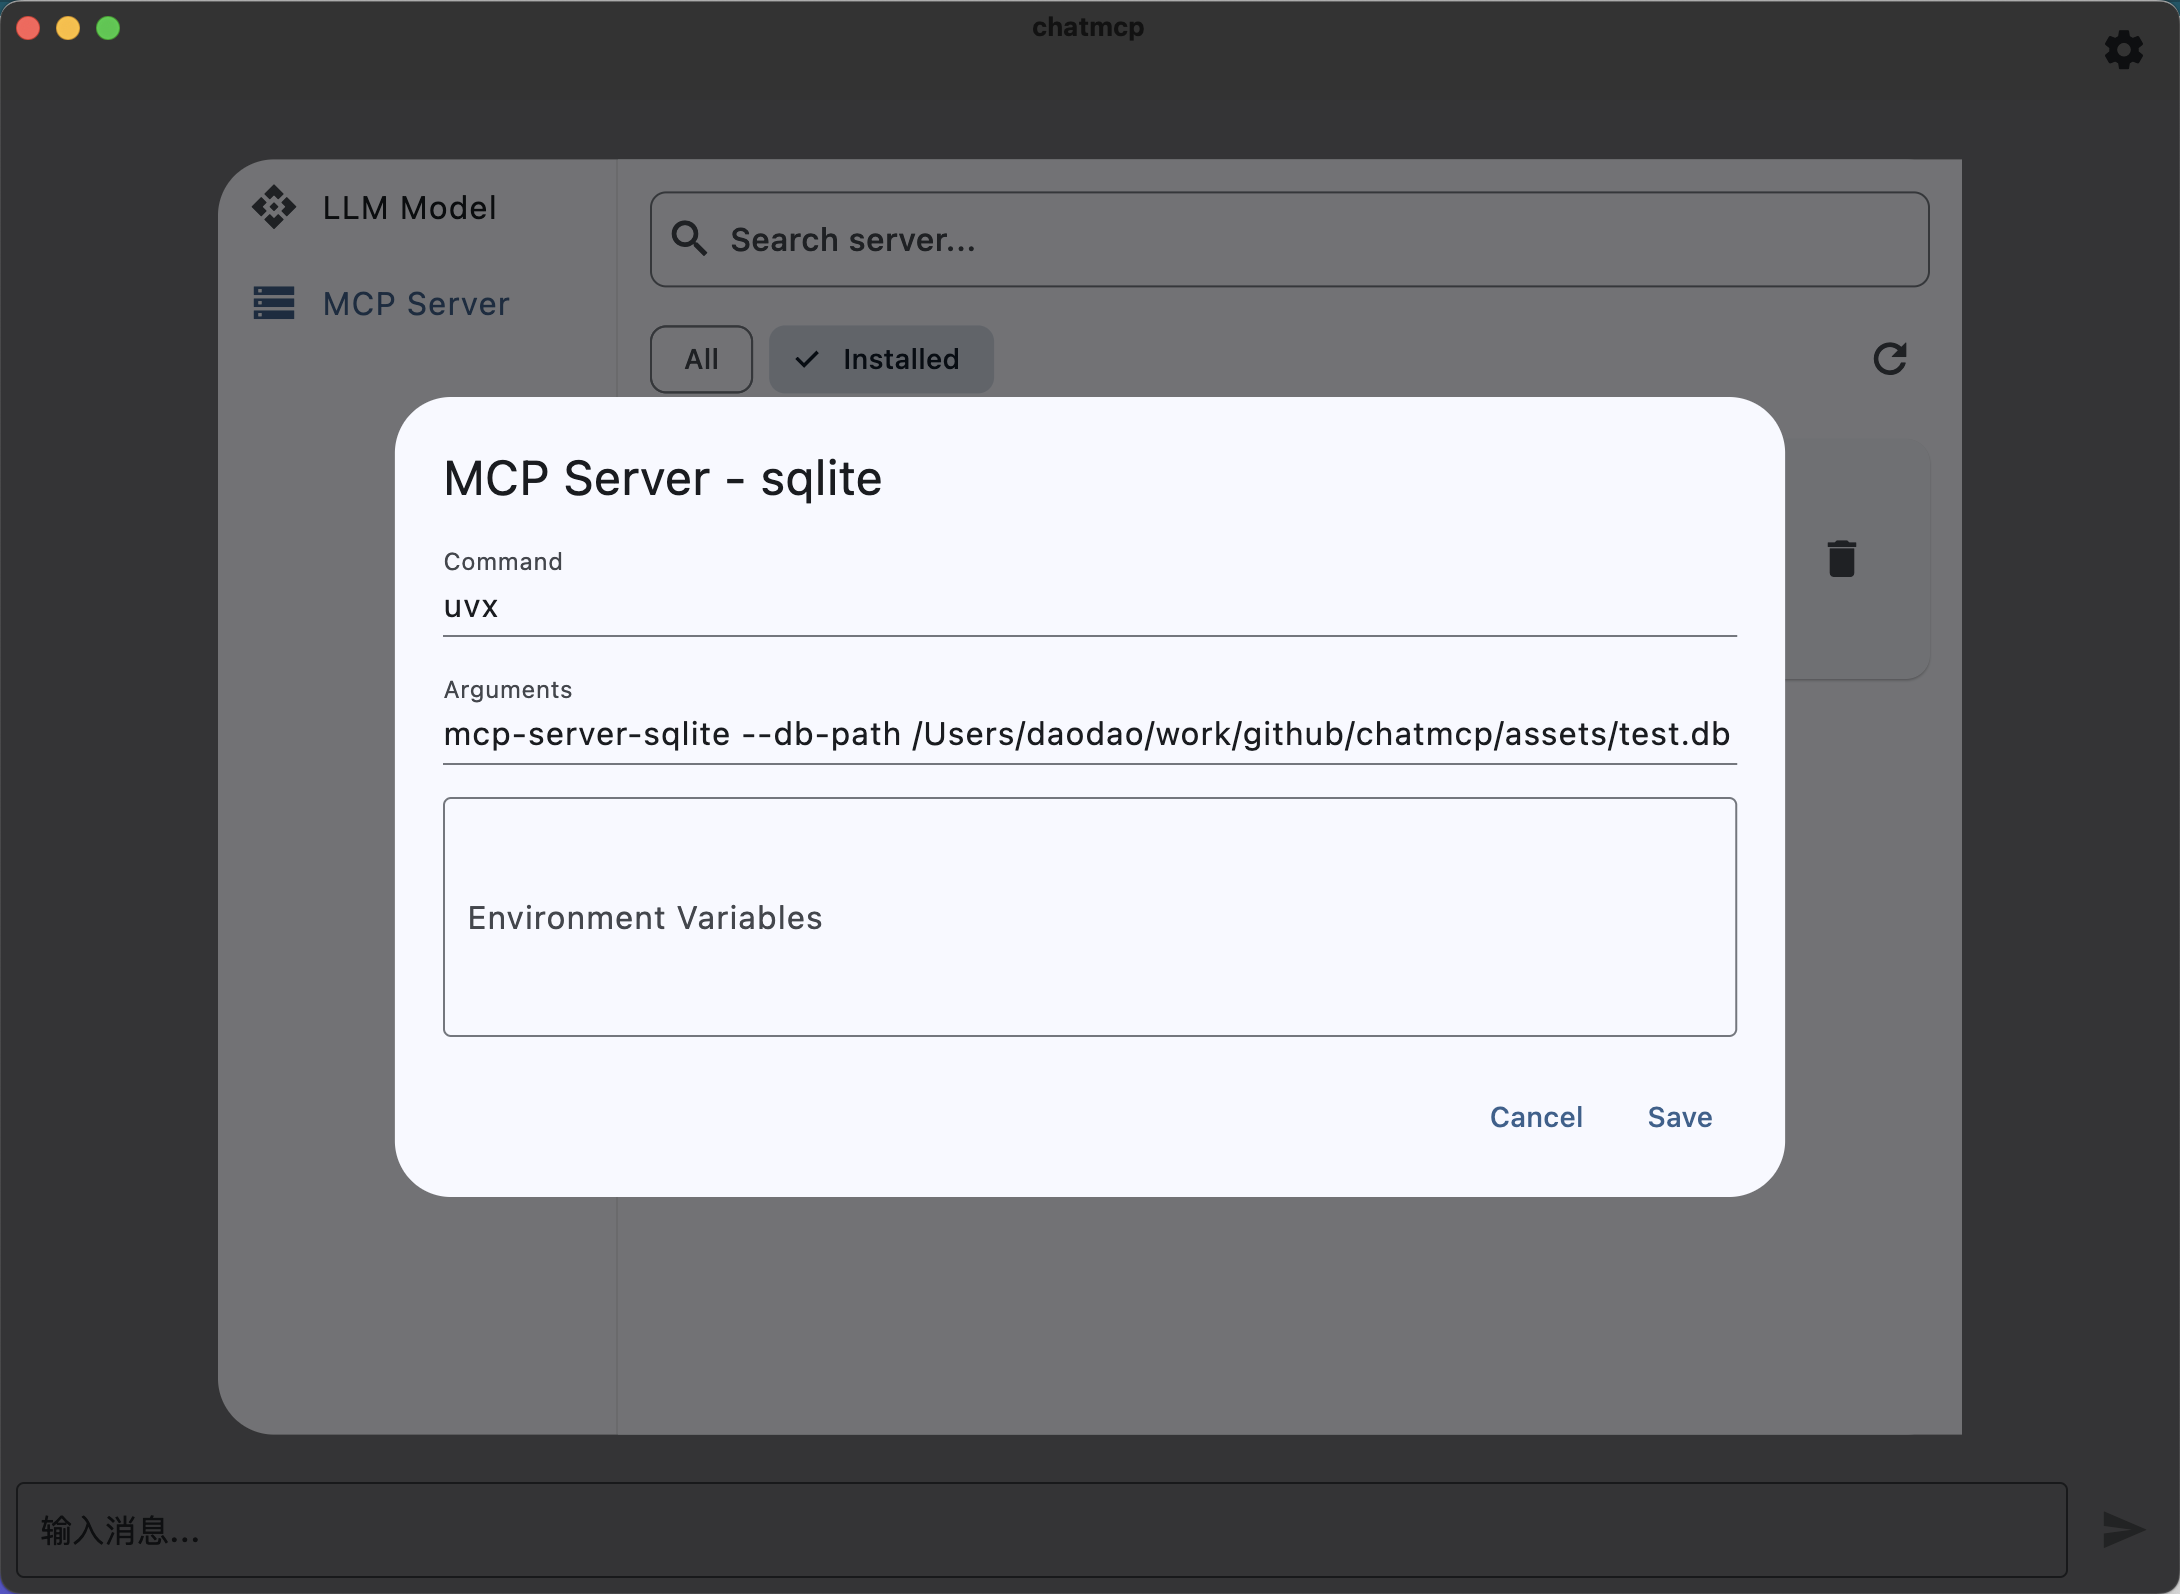 chatmcp
LLM Model
MCP Server
Search server...
All
Installed
MCP Server - sqlite
Command
uvx
Arguments
mcp-server-sqlite --db-path /Users/daodao/work/github/chatmcp/assets/test.db
Environment Variables
Cancel
Save
输入消息...